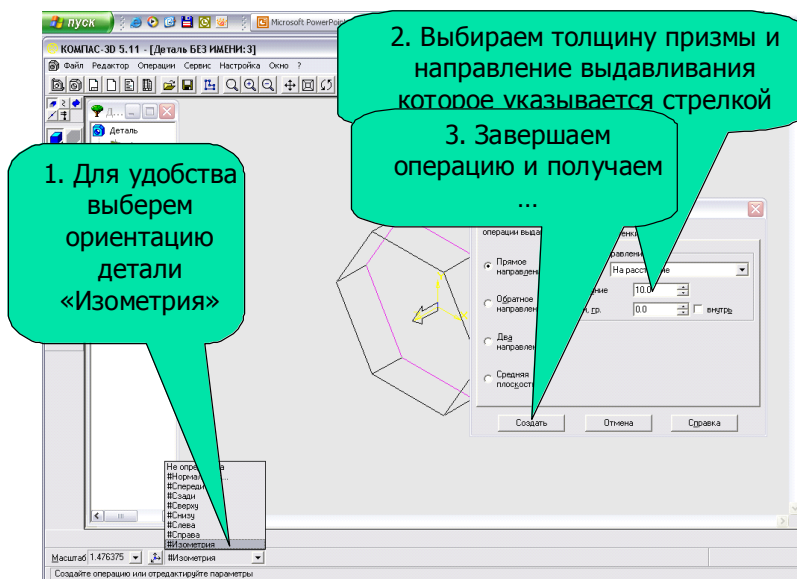 пуск
Microsoft PowerPoint
КОМПАС-3D 5.11 - [Деталь БЕЗ ИМЕНИ:3]
Файл Редактор Операции Сервис Настройка Окно ?
2. Выбираем толщину призмы и
направление выдавливания
которое указывается стрелкой
3. Завершаем
операцию и получаем
...
Д...
Деталь
1. Для удобства
выберем
ориентацию
детали
«Изометрия»
операции
Прямое
На расстояние
10.0
Обратное
гр.
0.0
внутрь
Два
Средняя
Создать
Отмена
Справка
#Спереди
#Сзади
#Сверху
#Снизу
#Слева
#Справа
#Изометрия
Масштаб 1.476375
#Изометрия
Создайте операцию или отредактируйте параметры